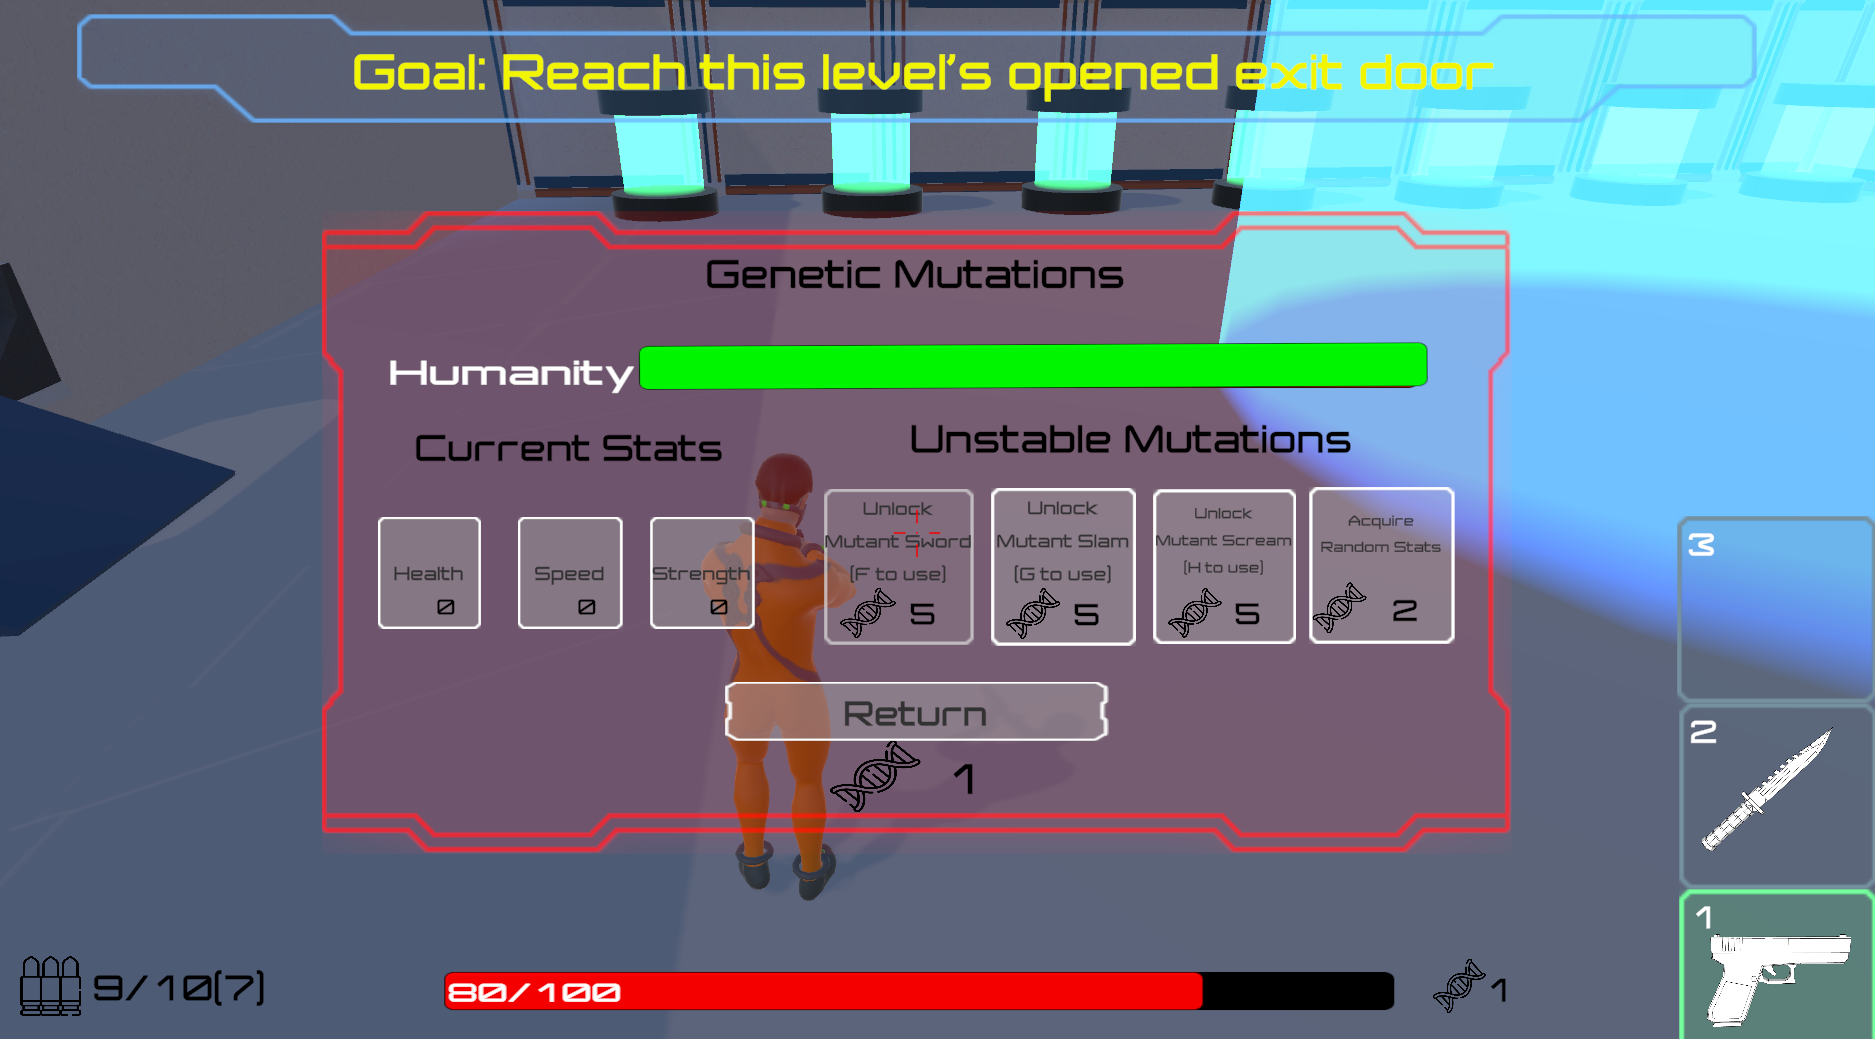 Goal: Reach this level's opened exit door
Genetic Mutations
Humanity
Current Stats
Unstable Mutations
Health
0
Speed
0
Strength
0
Unlock
Mutant Sword
(F to use)
5
Unlock
Mutant Slam
(G to use)
5
Unlock
Mutant Scream
(H to use)
5
Acquire
Random Stats
2
Return
1
3
2
1
9/10(7)
80/100
1